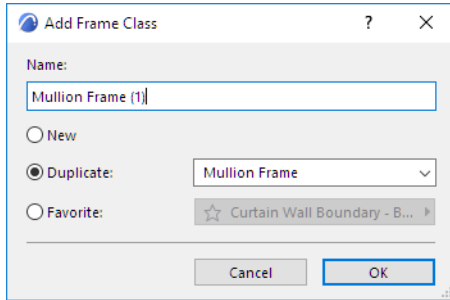 Add Frame Class ?
Name:
Mullion Frame (1)
New
Duplicate: Mullion Frame
Favorite: Curtain Wall Boundary - B...
Cancel OK